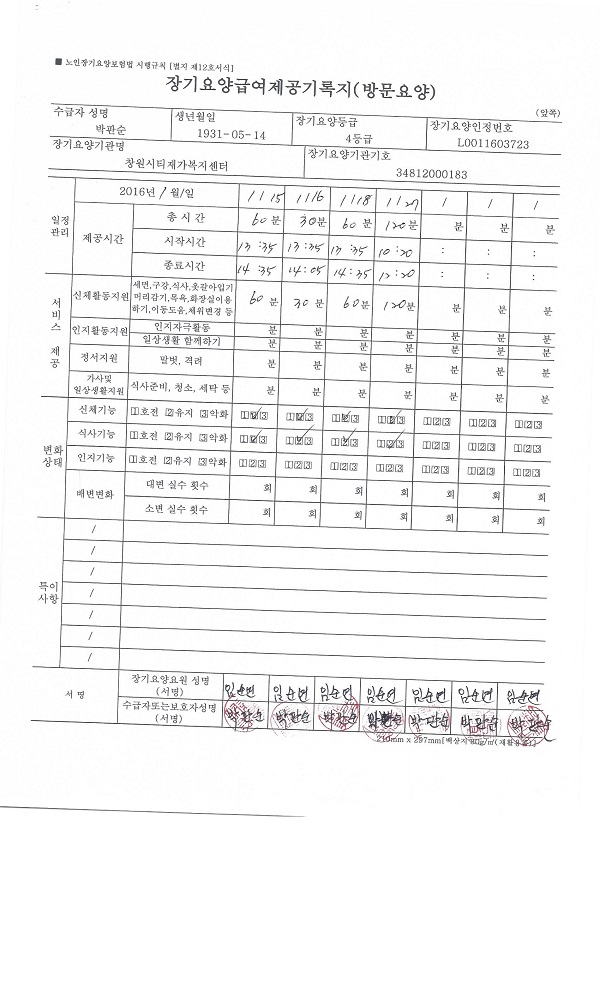 ■ 노인장기요양보험법 시행규칙 [별지 제12호서식]
장기요양급여제공기록지(방문요양)
(앞쪽)
수급자 성명 생년월일 장기요양등급 장기요양인정번호
박판순 1931-05-14 4등급 L0011603723
장기요양기관명 장기요양기관기호
창원시티재가복지센터 34812000183
일정관리 제공시간
2016년/월/일 1/15 1/16 1/18 1/27 / / /
총 시 간 60분 30분 60분 120분 분 분 분
시작시간 13:35 13:35 13:35 10:20 : : :
종료시간 14:35 14:05 14:35 12:20 : : :
서비스 제공
신체활동지원 세면,구강,식사,옷갈아입기 머리감기,목욕,화장실이용 하기,이동도움,체위변경 등 60분 30분 60분 120분 분 분 분
인지활동지원 인지자극활동 분 분 분 분 분 분 분
일상생활 함께하기 분 분 분 분 분 분 분
정서지원 말벗, 격려 분 분 분 분 분 분 분
가사및 일상생활지원 식사준비, 청소, 세탁 등 분 분 분 분 분 분 분
변화상태
신체기능 1호전 2유지 3악화 123 123 123 123 123 123 123
식사기능 1호전 2유지 3악화 123 123 123 123 123 123 123
인지기능 1호전 2유지 3악화 123 123 123 123 123 123 123
배변변화 대변 실수 횟수 회 회 회 회 회 회 회
소변 실수 횟수 회 회 회 회 회 회 회
특이사항
/
/
/
/
/
/
/
서 명
장기요양요원 성명 (서명) 임순연 임순연 임순연 임순연 임순연 임순연 임순연
수급자또는보호자성명 (서명) 박판순 박판순 박판순 박판순 박판순 박판순 박판순
210mm x 297mm[백상지 80g/㎡(재활용품)]